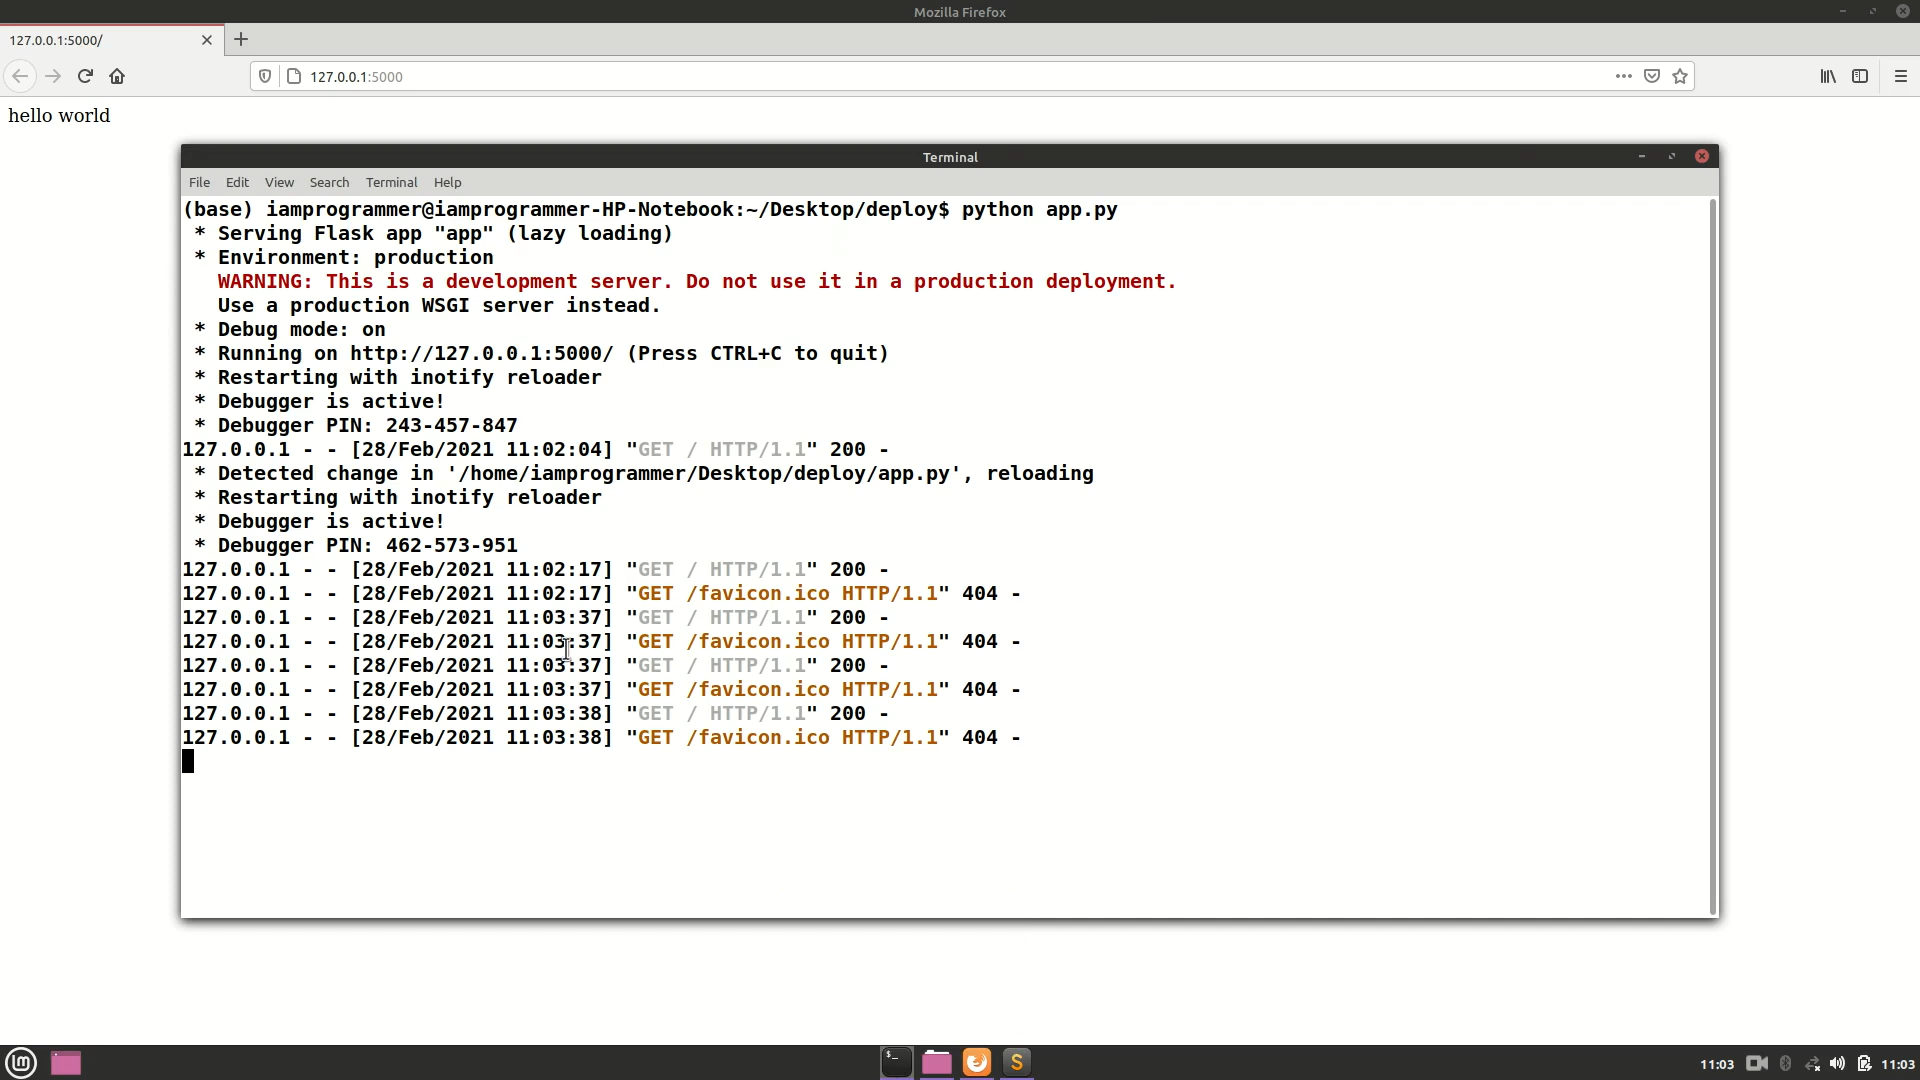 Mozilla Firefox
127.0.0.1:5000/
127.0.0.1:5000
hello world
Terminal
File Edit View Search Terminal Help
(base) iamprogrammer@iamprogrammer-HP-Notebook:~/Desktop/deploy$ python app.py
* Serving Flask app "app" (lazy loading)
* Environment: production
WARNING: This is a development server. Do not use it in a production deployment.
Use a production WSGI server instead.
* Debug mode: on
* Running on http://127.0.0.1:5000/ (Press CTRL+C to quit)
* Restarting with inotify reloader
* Debugger is active!
* Debugger PIN: 243-457-847
127.0.0.1 - - [28/Feb/2021 11:02:04] "GET / HTTP/1.1" 200 -
* Detected change in '/home/iamprogrammer/Desktop/deploy/app.py', reloading
* Restarting with inotify reloader
* Debugger is active!
* Debugger PIN: 462-573-951
127.0.0.1 - - [28/Feb/2021 11:02:17] "GET / HTTP/1.1" 200 -
127.0.0.1 - - [28/Feb/2021 11:02:17] "GET /favicon.ico HTTP/1.1" 404 -
127.0.0.1 - - [28/Feb/2021 11:03:37] "GET / HTTP/1.1" 200 -
127.0.0.1 - - [28/Feb/2021 11:03:37] "GET /favicon.ico HTTP/1.1" 404 -
127.0.0.1 - - [28/Feb/2021 11:03:37] "GET / HTTP/1.1" 200 -
127.0.0.1 - - [28/Feb/2021 11:03:37] "GET /favicon.ico HTTP/1.1" 404 -
127.0.0.1 - - [28/Feb/2021 11:03:38] "GET / HTTP/1.1" 200 -
127.0.0.1 - - [28/Feb/2021 11:03:38] "GET /favicon.ico HTTP/1.1" 404 -
11:03 11:03